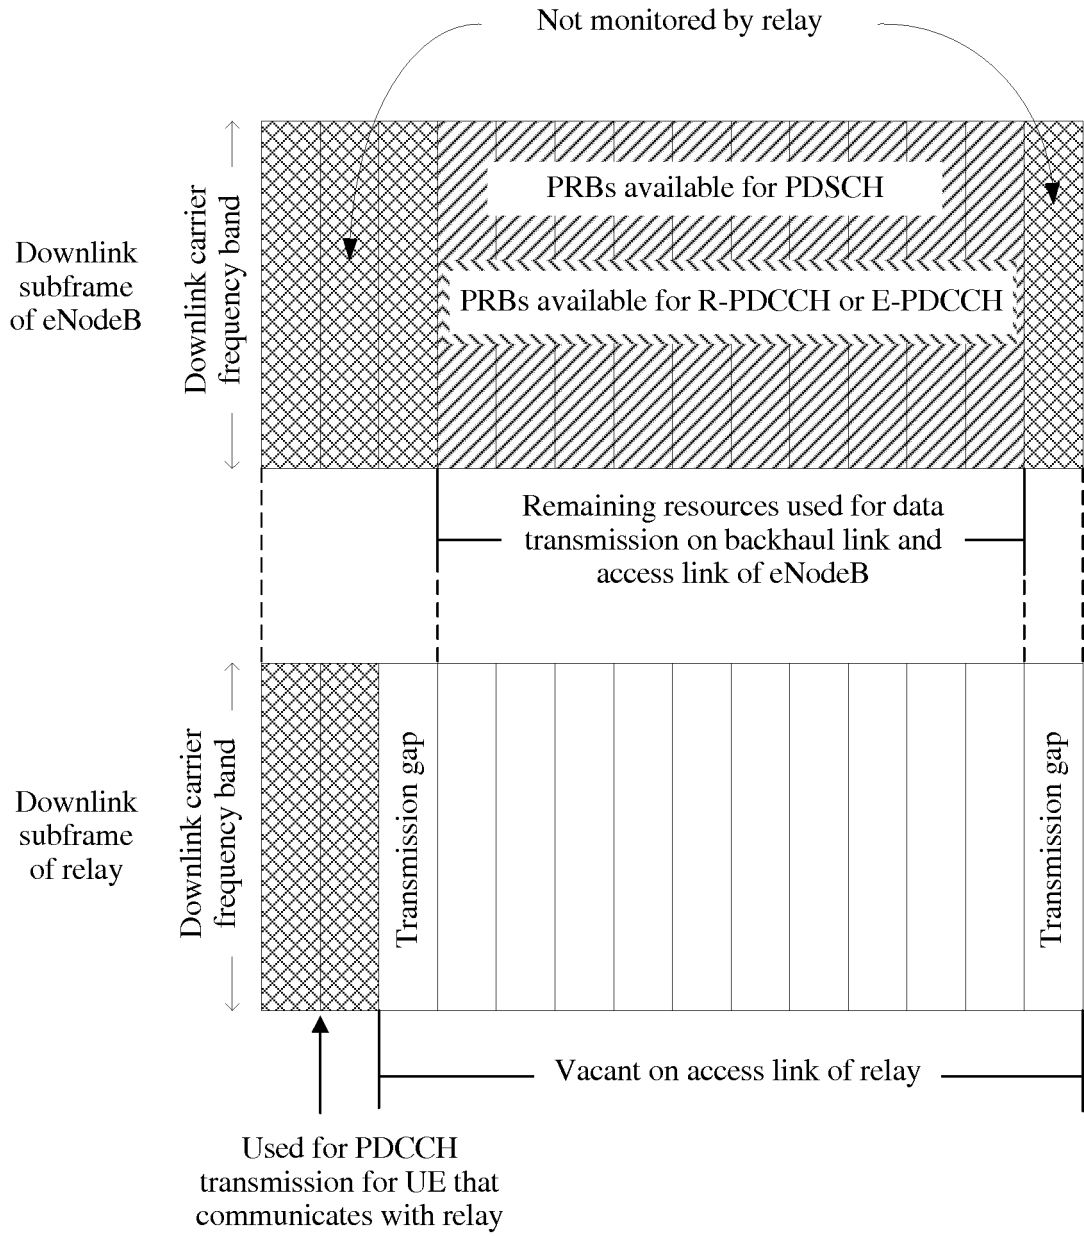 Not monitored by relay
Downlink
subframe
of eNodeB
Downlink carrier
frequency band
PRBs available for PDSCH
PRBs available for R-PDCCH or E-PDCCH
Remaining resources used for data
transmission on backhaul link and
access link of eNodeB
Downlink
subframe
of relay
Downlink carrier
frequency band
Transmission gap
Transmission gap
Vacant on access link of relay
Used for PDCCH
transmission for UE that
communicates with relay